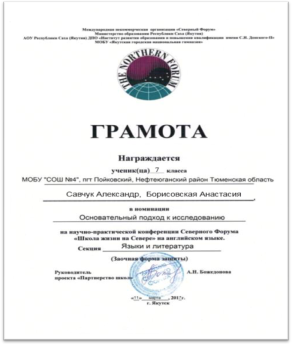 Международная некоммерческая организация «Северный Форум»
Министерство образования Республики Саха (Якутия)
АОУ Республики Саха (Якутия) ДПО «Институт развития образования и повышения квалификации имени С.Н. Донского-II»
МОБУ «Якутская городская национальная гимназия»
THE NORTHERN FORUM
ГРАМОТА
Награждается
ученик(ца) 7 класса
МОБУ "СОШ №4", пгт Пойковский, Нефтеюганский район Тюменская область
Савчук Александр, Борисовская Анастасия
в номинации
Основательный подход к исследованию
на научно-практической конференции Северного Форума
«Школа жизни на Севере» на английском языке.
Секция Языки и литература
(Заочная форма защиты)
Руководитель
проекта «Партнерство школ»
А.П. Божедонова
марта
г. Якутск